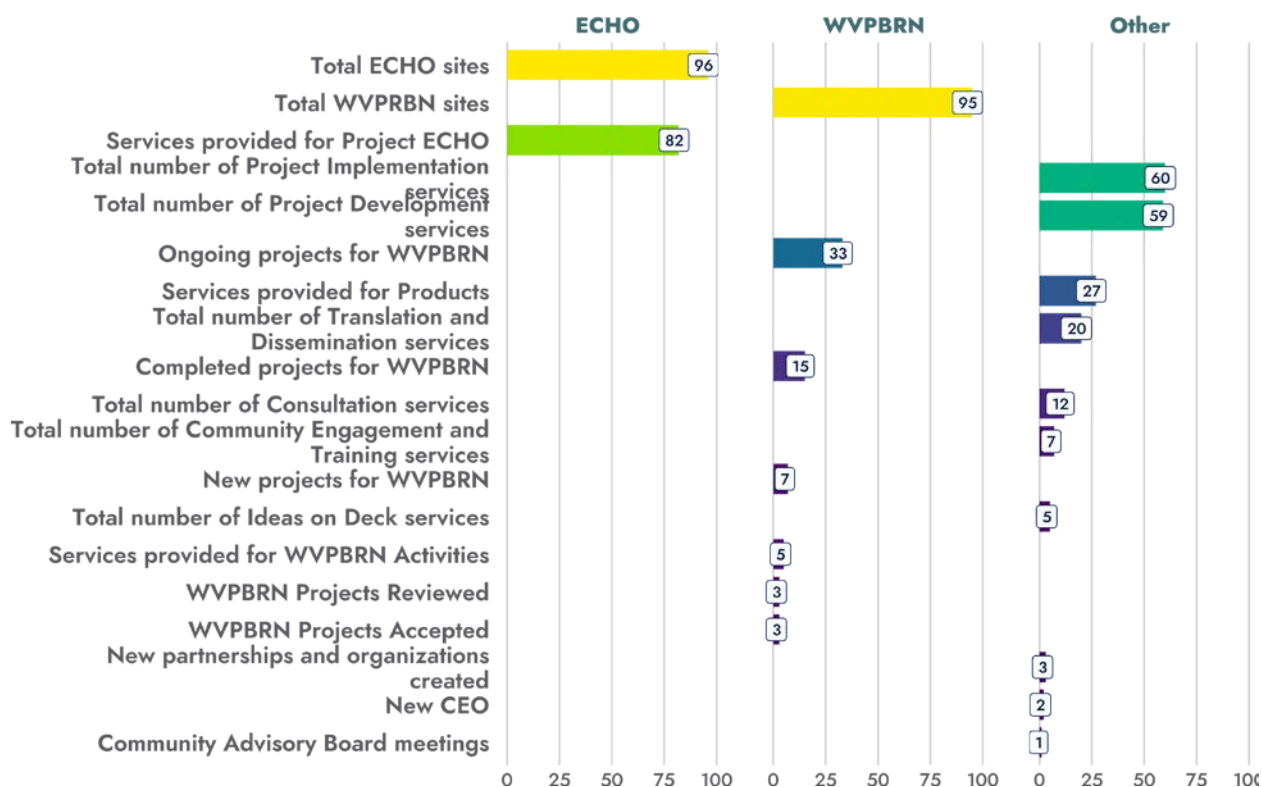 ECHO WVPBRN Other
Total ECHO sites 96
Total WVPRBN sites 95
Services provided for Project ECHO 82
Total number of Project Implementation
services 60
Total number of Project Development
services 59
Ongoing projects for WVPBRN 33
Services provided for Products 27
Total number of Translation and
Dissemination services 20
Completed projects for WVPBRN 15
Total number of Consultation services 12
Total number of Community Engagement and
Training services 7
New projects for WVPBRN 7
Total number of Ideas on Deck services 5
Services provided for WVPBRN Activities 5
WVPBRN Projects Reviewed 3
WVPBRN Projects Accepted 3
New partnerships and organizations
created 3
New CEO 2
Community Advisory Board meetings 1
0 25 50 75 100 0 25 50 75 100 0 25 50 75 100